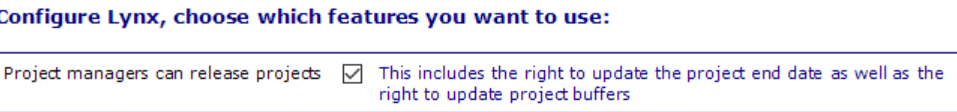 Configure Lynx, choose which features you want to use:
Project managers can release projects This includes the right to update the project end date as well as the
right to update project buffers